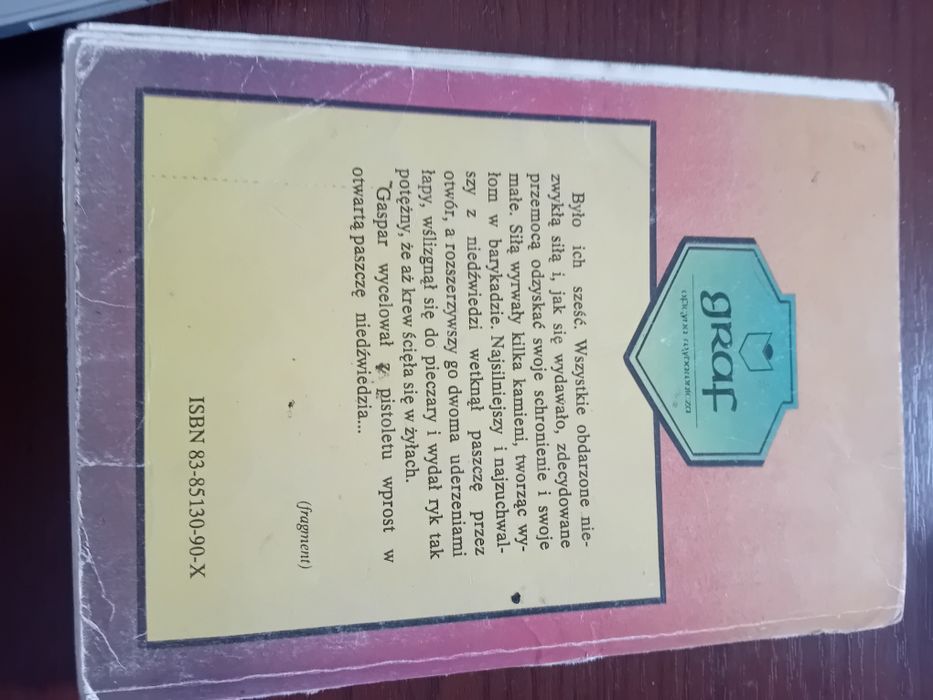 graf
oficyna wydawnicza
Było ich sześć. Wszystkie obdarzone nie-
zwykłą siłą i, jak się wydawało, zdecydowane
przemocą odzyskać swoje schronienie i swoje
małe. Siłą wyrwały kilka kamieni, tworząc wy-
łom w barykadzie. Najsilniejszy i najzuchwal-
szy z niedźwiedzi wetknął paszczę przez
otwór, a rozszerzywszy go dwoma uderzeniami
łapy, wślizgnął się do pieczary i wydał ryk tak
potężny, że aż krew ścięła się w żyłach.
Gaspar wycelował z pistoletu wprost w
otwartą paszczę niedźwiedzia...
(fragment)
ISBN 83-85130-90-X